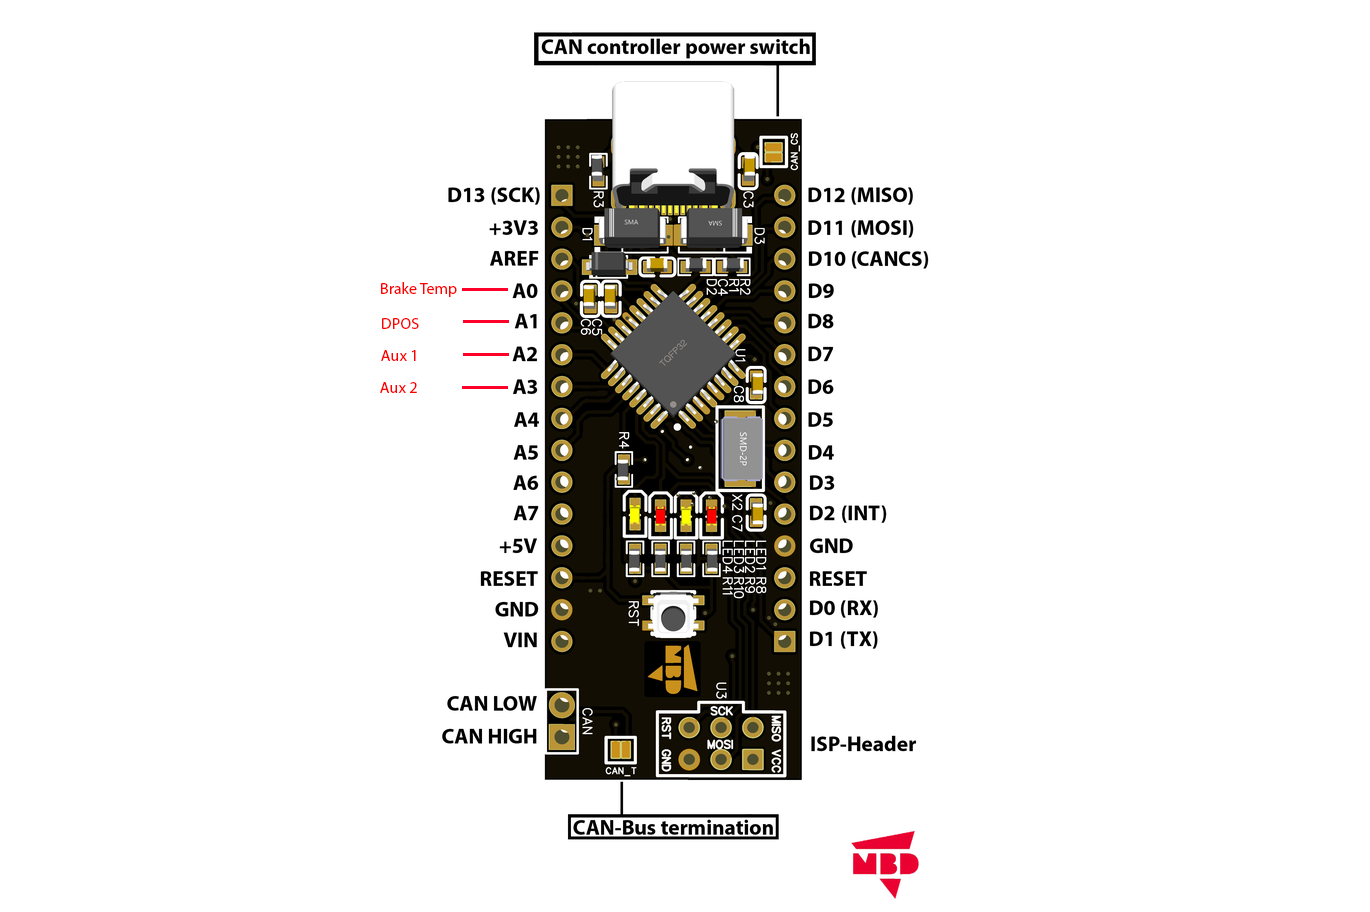 CAN controller power switch
CAN_CS
R3
C3
D13 (SCK)
D12 (MISO)
+3V3
D11 (MOSI)
SMA
SMA
D1
D3
AREF
D10 (CANCS)
D2
C4
R1
R2
Brake Temp
A0
D9
C6
C5
DPOS
A1
D8
TQFP32
U1
Aux 1
A2
D7
Aux 2
A3
D6
C8
A4
D5
R4
SMD-2P
A5
D4
A6
D3
X2 C7
A7
D2 (INT)
+5V
GND
LED1 R8
LED2 R9
LED3 R10
LED4 R11
RESET
RESET
RST
GND
D0 (RX)
VIN
D1 (TX)
MBD
U3
CAN LOW
CAN
CAN HIGH
SCK
RST
MISO
MOSI
GND
VCC
ISP-Header
CAN_T
CAN-Bus termination
MBD